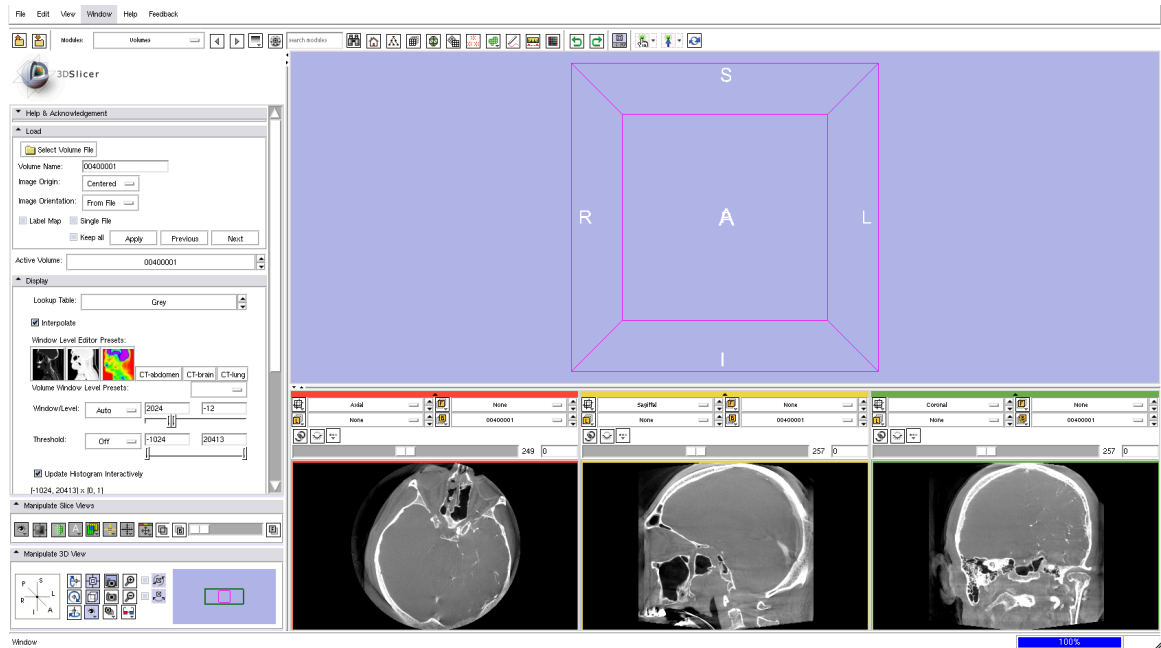 File Edit View Window Help Feedback
Modules: Volumes search modules
3DSlicer
Help & Acknowledgement
Load
Select Volume File
Volume Name: 00400001
Image Origin: Centered
Image Orientation: From File
Label Map Single File
Keep all Apply Previous Next
Active Volume: 00400001
Display
Lookup Table: Grey
Interpolate
Window Level Editor Presets:
CT-abdomen CT-brain CT-lung
Volume Window Level Presets:
Window/Level: Auto 2024 -12
Threshold: Off -1024 20413
Update Histogram Interactively
[-1024, 20413] x [0, 1]
Manipulate Slice Views
Manipulate 3D View
P S
R L
I A
S
R A L
I
Axial None
None 00400001
249 0
Sagittal None
None 00400001
257 0
Coronal None
None 00400001
257 0
Window 100%